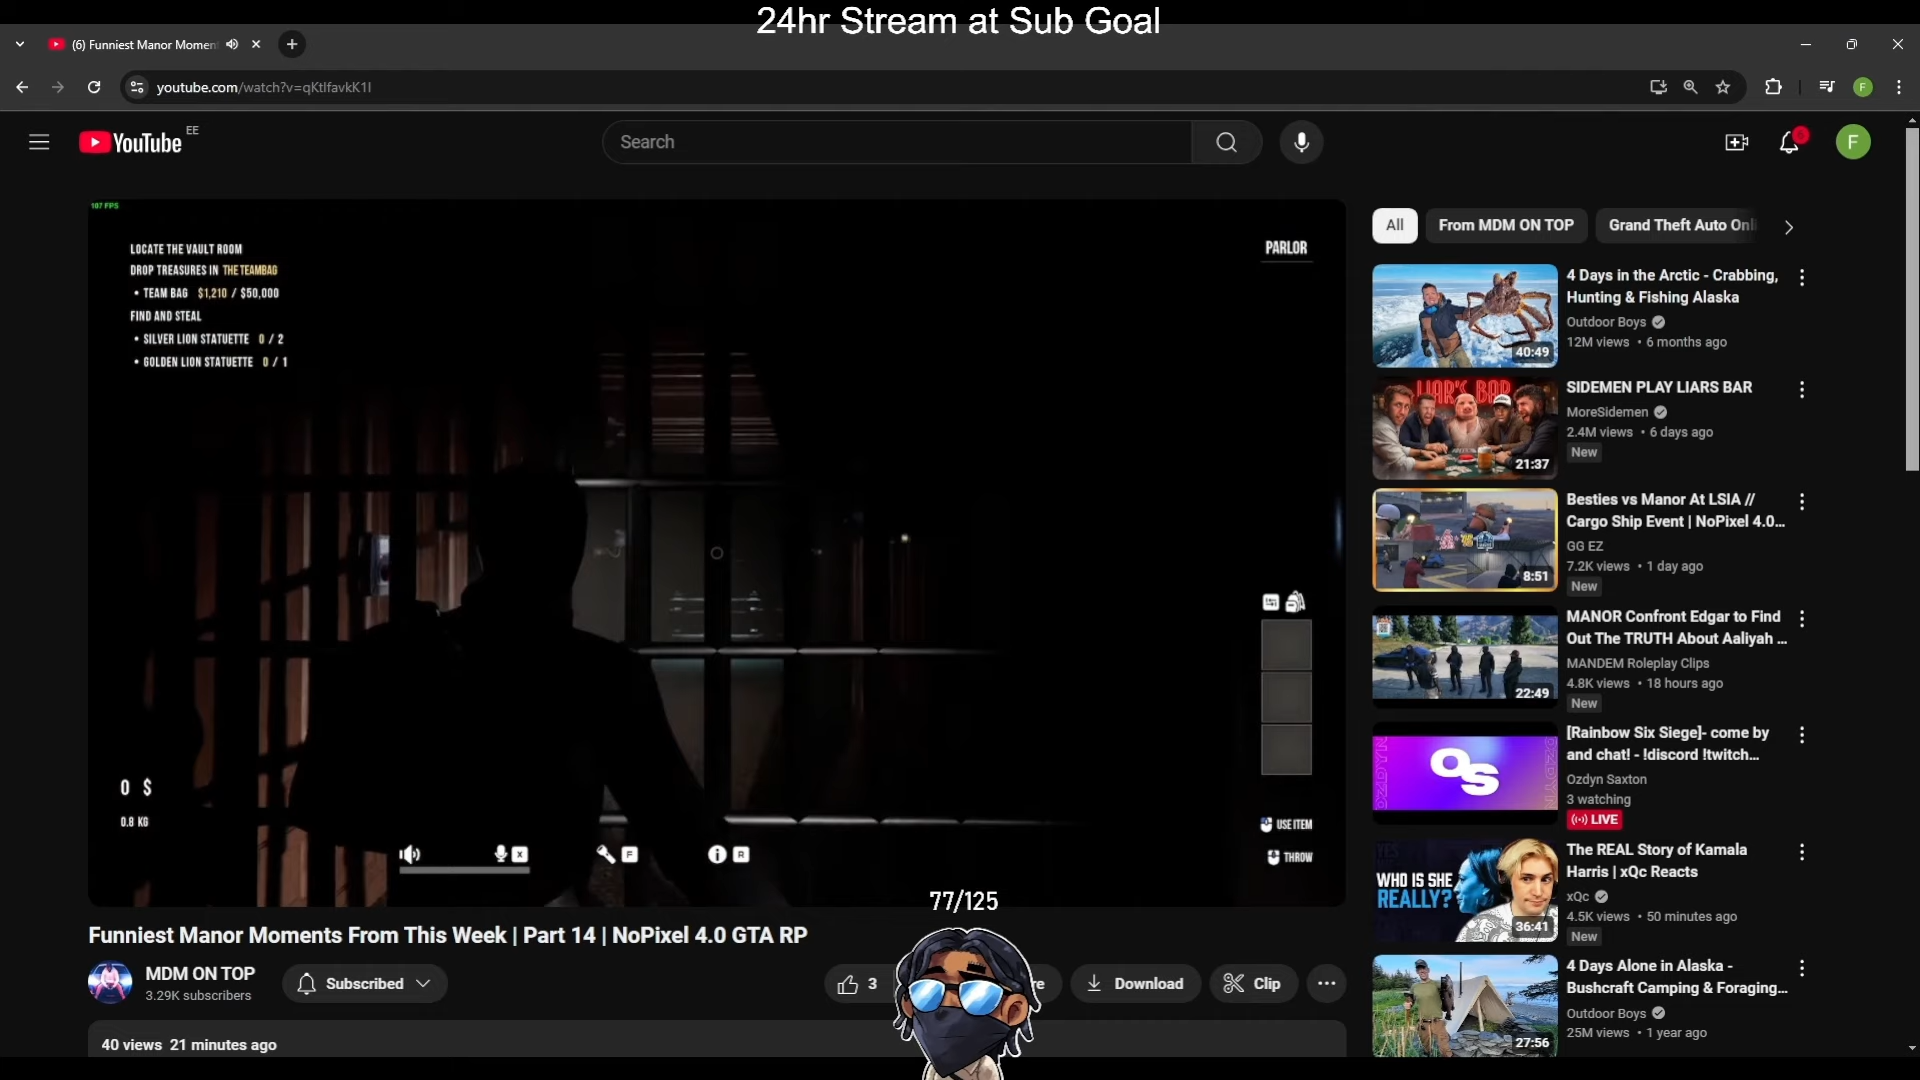 24hr Stream at Sub Goal
(6) Funniest Manor Momen
youtube.com/watch?v=qKtIfavkK1I
F
YouTube EE
Search
6
F
107 FPS
LOCATE THE VAULT ROOM
DROP TREASURES IN THE TEAMBAG
• TEAM BAG $1,210 / $50,000
FIND AND STEAL
• SILVER LION STATUETTE 0 / 2
• GOLDEN LION STATUETTE 0 / 1
PARLOR
0 $
0.8 KG
X
F
R
USE ITEM
THROW
77/125
Funniest Manor Moments From This Week | Part 14 | NoPixel 4.0 GTA RP
MDM ON TOP
3.29K subscribers
Subscribed
3
re
Download
Clip
40 views 21 minutes ago
All
From MDM ON TOP
Grand Theft Auto Onl
4 Days in the Arctic - Crabbing,
Hunting & Fishing Alaska
Outdoor Boys
12M views • 6 months ago
40:49
LIAR'S BAR
SIDEMEN PLAY LIARS BAR
MoreSidemen
2.4M views • 6 days ago
New
21:37
Besties vs Manor At LSIA //
Cargo Ship Event | NoPixel 4.0...
GG EZ
7.2K views • 1 day ago
New
8:51
MANOR Confront Edgar to Find
Out The TRUTH About Aaliyah ...
MANDEM Roleplay Clips
4.8K views • 18 hours ago
New
22:49
[Rainbow Six Siege]- come by
and chat! - !discord !twitch...
Ozdyn Saxton
3 watching
LIVE
OS
The REAL Story of Kamala
Harris | xQc Reacts
xQc
4.5K views • 50 minutes ago
New
WHO IS SHE
REALLY?
36:41
4 Days Alone in Alaska -
Bushcraft Camping & Foraging...
Outdoor Boys
25M views • 1 year ago
27:56